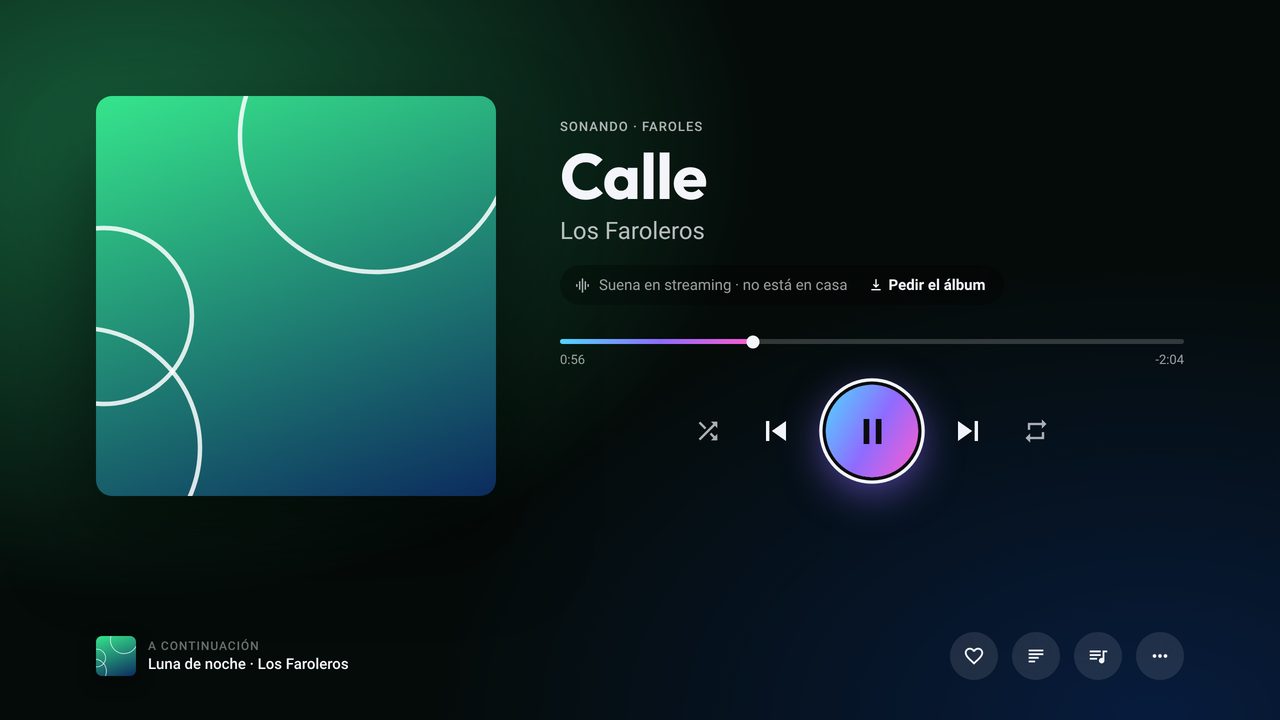 SONANDO · FAROLES
Calle
Los Faroleros
Suena en streaming · no está en casa
Pedir el álbum
0:56
-2:04
A CONTINUACIÓN
Luna de noche · Los Faroleros